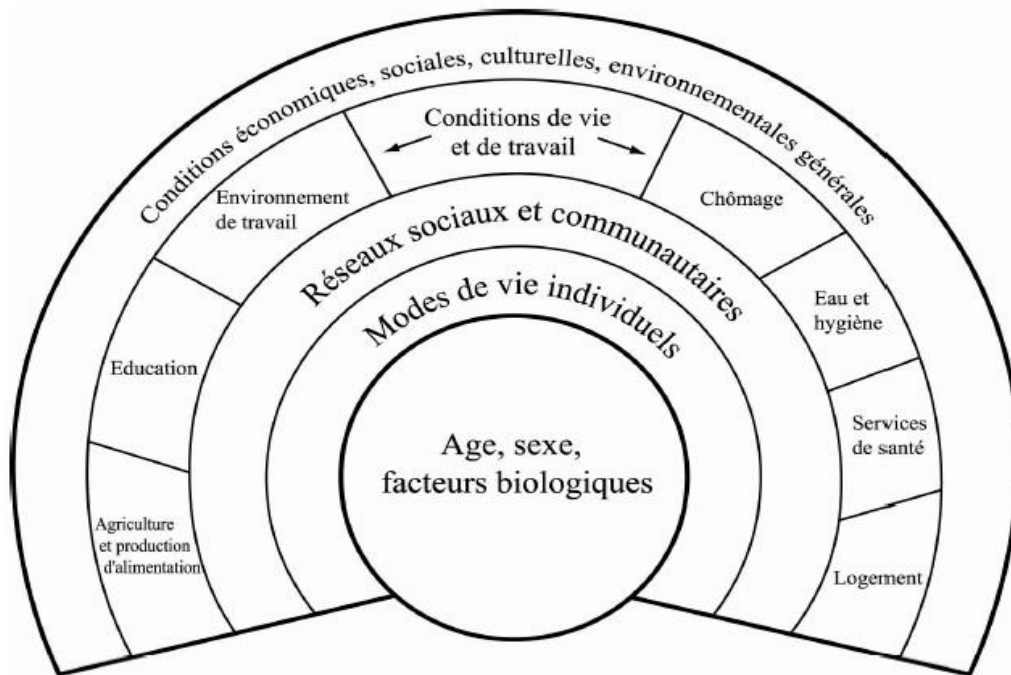 Conditions économiques, sociales, culturelles, environnementales générales
Conditions de vie
et de travail
Environnement
de travail
Chômage
Réseaux sociaux et communautaires
Modes de vie individuels
Eau et
hygiène
Education
Services
de santé
Age, sexe,
facteurs biologiques
Agriculture
et production
d'alimentation
Logement